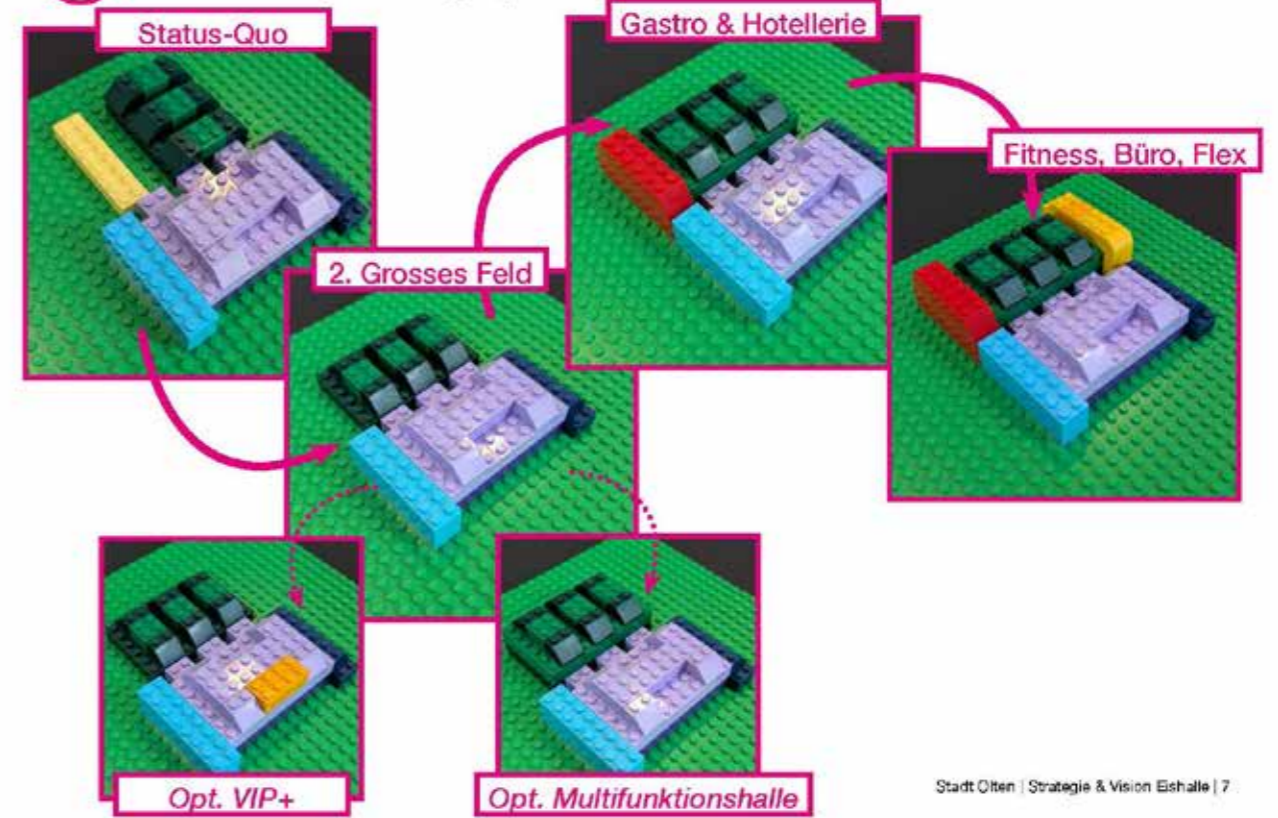 Status-Quo
Gastro & Hotellerie
Fitness, Büro, Flex
2. Grosses Feld
Opt. VIP+
Opt. Multifunktionshalle
Stadt Olten | Strategie & Vision Eishalle | 7